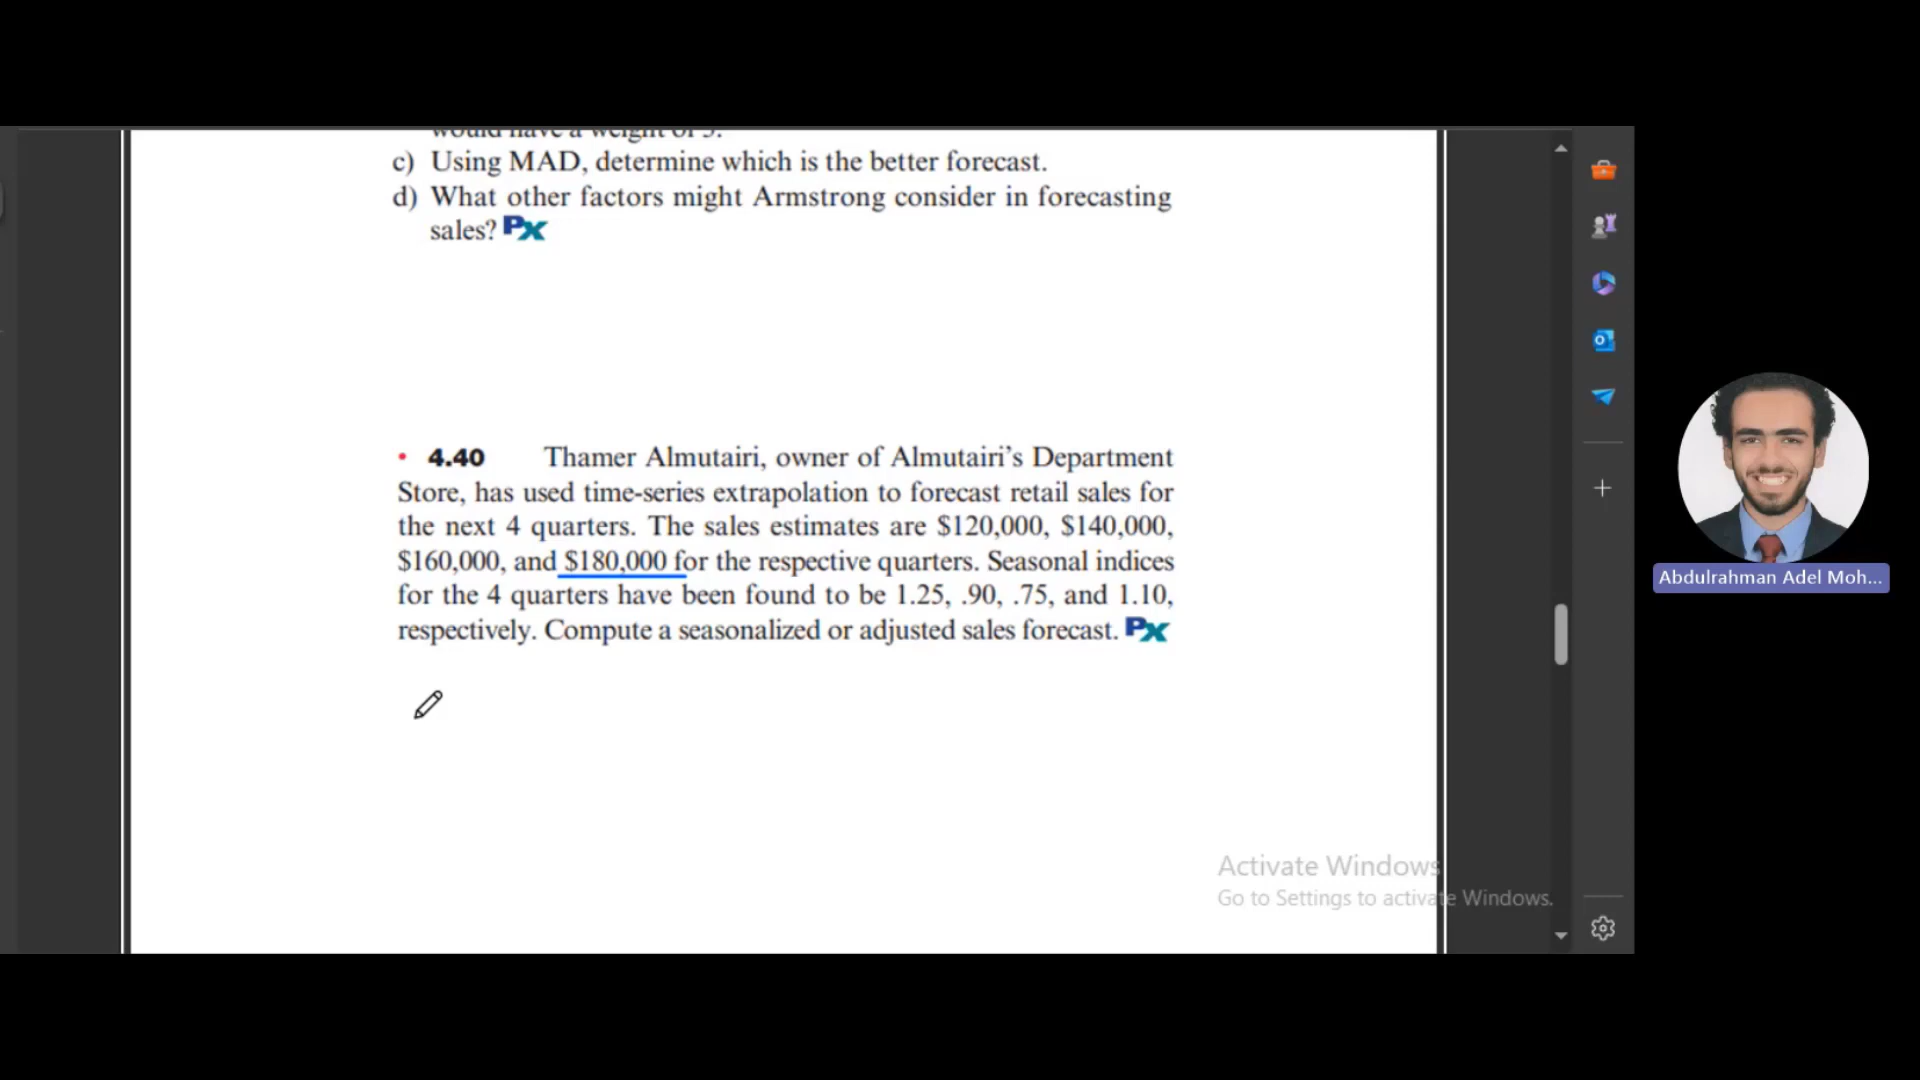 would have a weight of 3.
c) Using MAD, determine which is the better forecast.
d) What other factors might Armstrong consider in forecasting
sales? PX
• 4.40 Thamer Almutairi, owner of Almutairi’s Department
Store, has used time-series extrapolation to forecast retail sales for
the next 4 quarters. The sales estimates are $120,000, $140,000,
$160,000, and $180,000 for the respective quarters. Seasonal indices
for the 4 quarters have been found to be 1.25, .90, .75, and 1.10,
respectively. Compute a seasonalized or adjusted sales forecast. PX
Abdulrahman Adel Moh...
Activate Windows
Go to Settings to activate Windows.